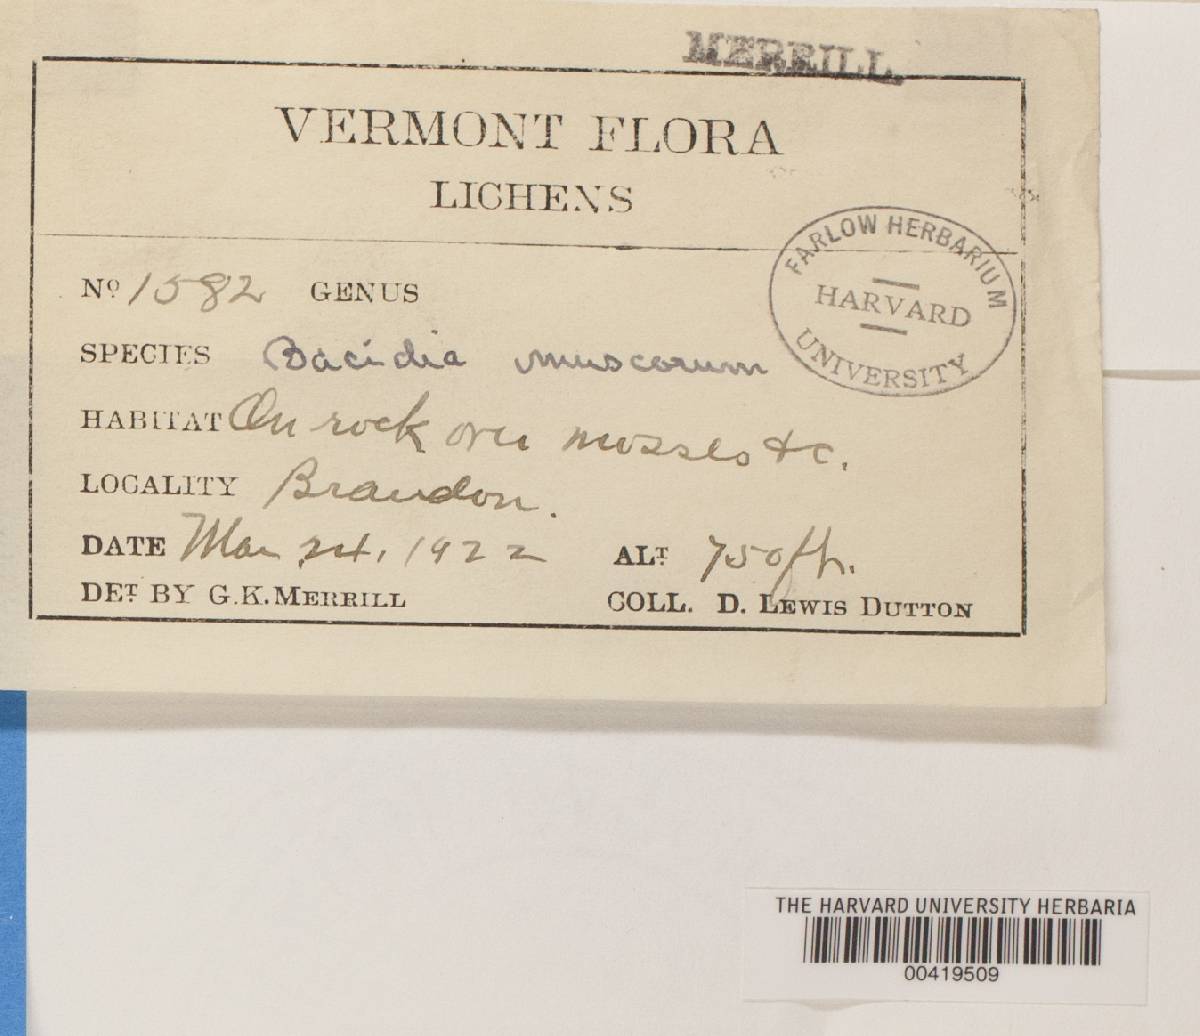 MERRILL.
VERMONT FLORA
LICHENS
FARLOW HERBARIUM
HARVARD
UNIVERSITY
Nº 1582 GENUS
SPECIES Bacidia muscorum
HABITAT On rock over mosses &c.
LOCALITY Brandon.
DATE Mar 24, 1922 ALT 750 ft.
DET BY G.K. MERRILL COLL. D. LEWIS DUTTON
THE HARVARD UNIVERSITY HERBARIA
00419509